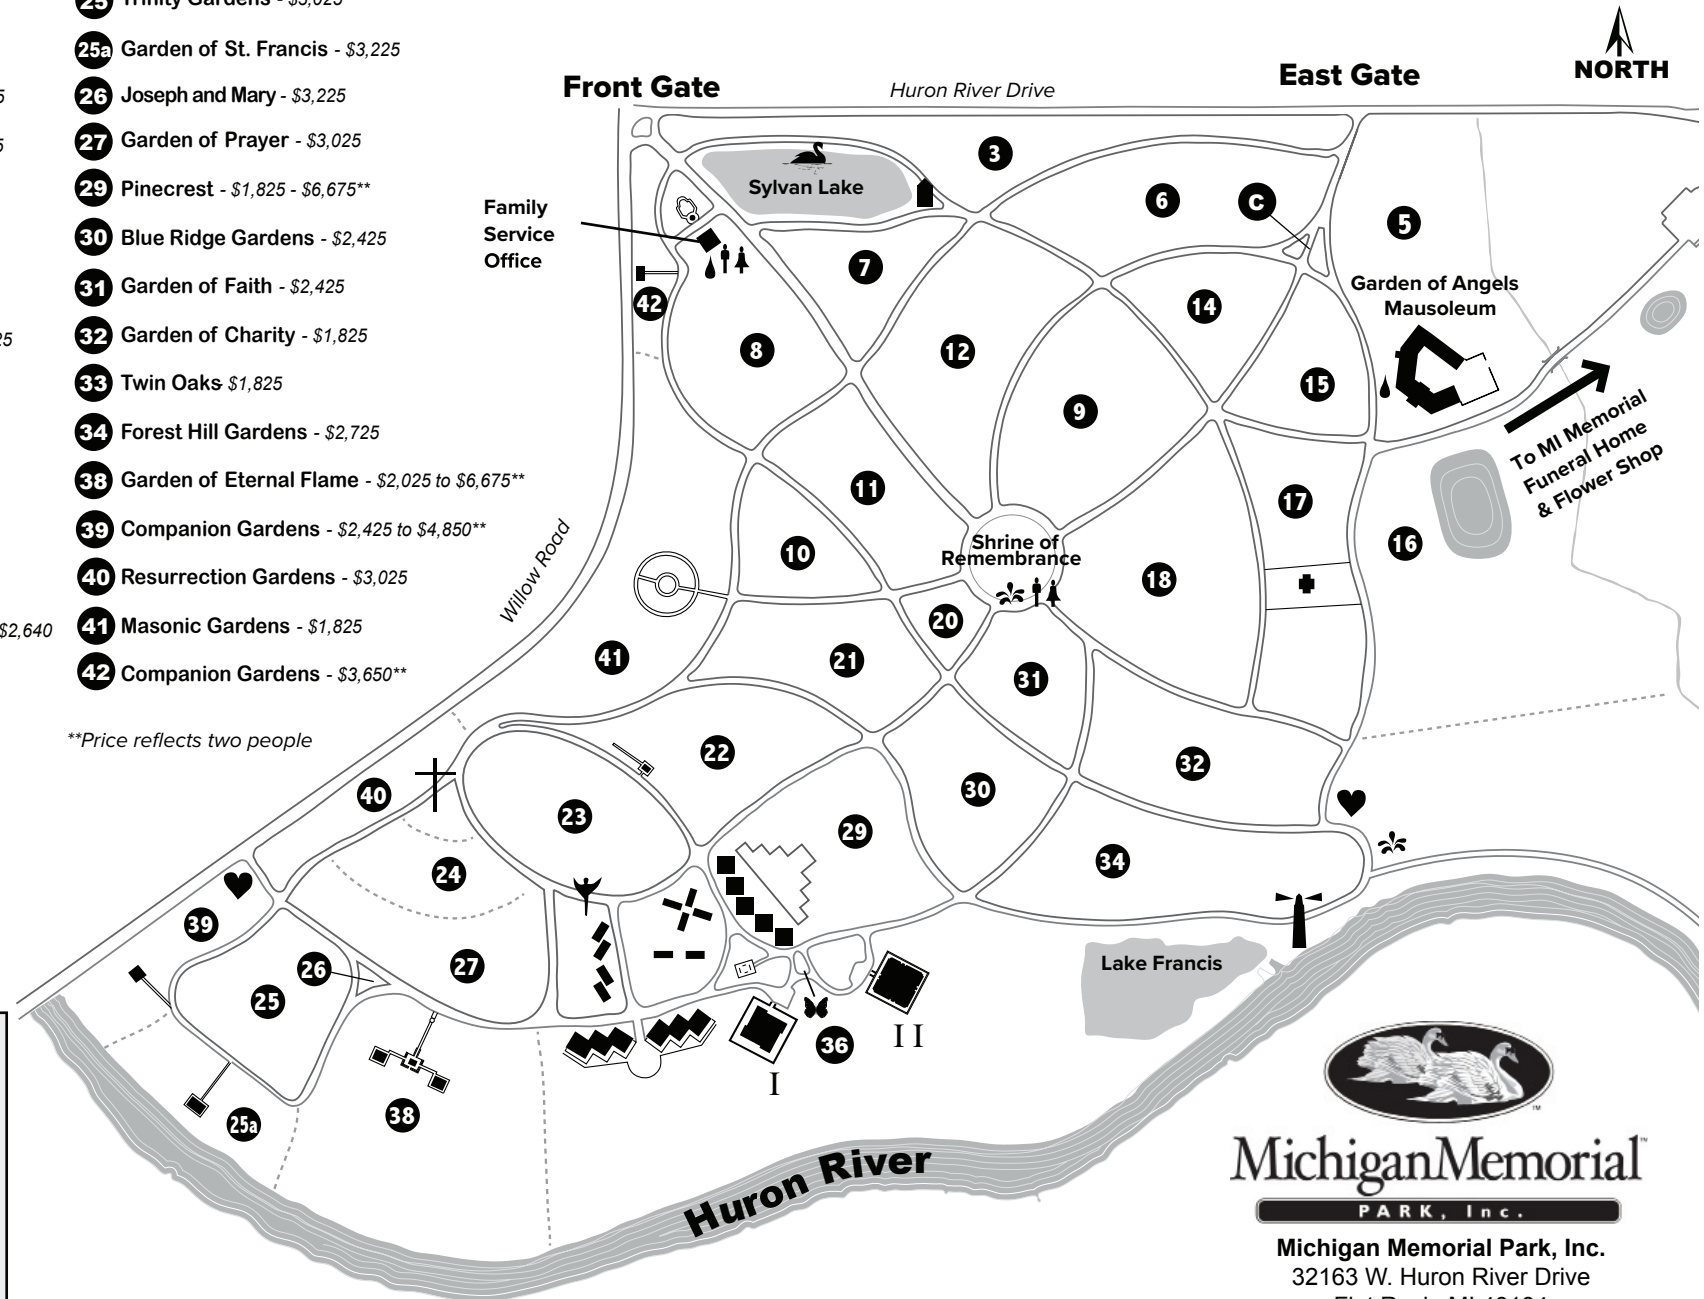 25 Trinity Gardens - $3,025
25a Garden of St. Francis - $3,225
26 Joseph and Mary - $3,225
27 Garden of Prayer - $3,025
29 Pinecrest - $1,825 - $6,675**
30 Blue Ridge Gardens - $2,425
31 Garden of Faith - $2,425
32 Garden of Charity - $1,825
33 Twin Oaks- $1,825
34 Forest Hill Gardens - $2,725
38 Garden of Eternal Flame - $2,025 to $6,675**
39 Companion Gardens - $2,425 to $4,850**
40 Resurrection Gardens - $3,025
$2,640
41 Masonic Gardens - $1,825
42 Companion Gardens - $3,650**
**Price reflects two people
5
5
25
Front Gate
Huron River Drive
East Gate
NORTH
Sylvan Lake
3
6
C
5
Family
Service
Office
7
42
8
12
14
Garden of Angels
Mausoleum
15
9
To MI Memorial
Funeral Home
& Flower Shop
11
17
16
10
Shrine of
Remembrance
18
Willow Road
20
41
21
31
22
32
40
23
30
29
24
34
39
26
27
25
Lake Francis
36
I
II
38
25a
Huron River
MichiganMemorial™
PARK, Inc.
™
Michigan Memorial Park, Inc.
32163 W. Huron River Drive